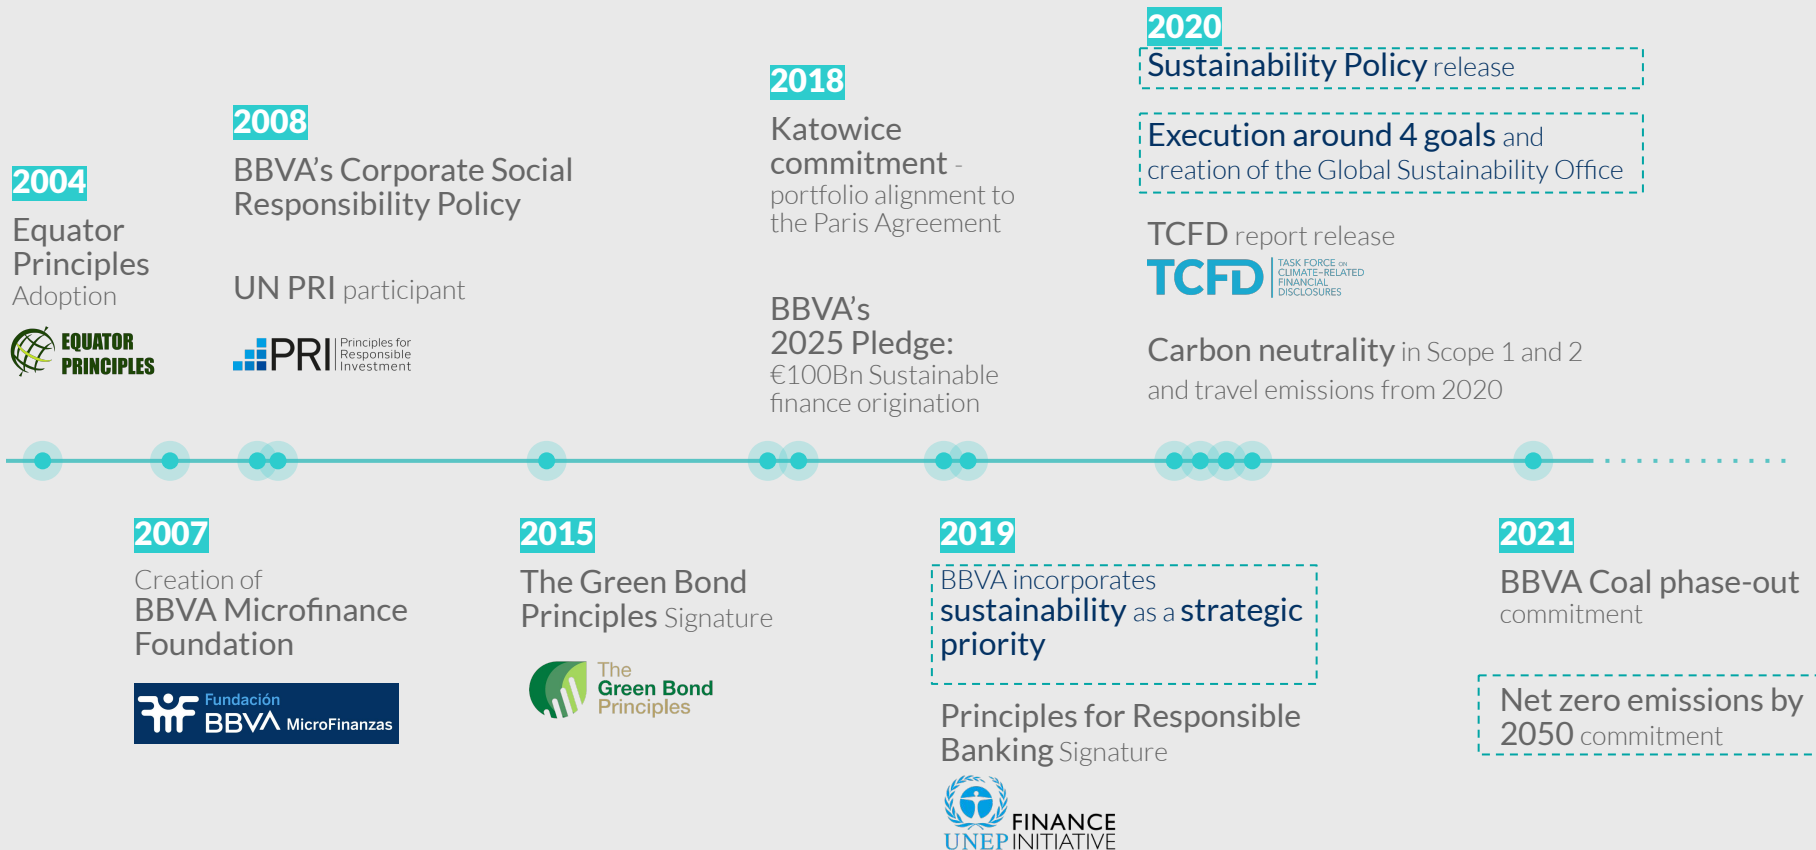 2004
Equator
Principles
Adoption
EQUATOR
PRINCIPLES
2008
BBVA's Corporate Social
Responsibility Policy
UN PRI participant
PRI
Principles for
Responsible
Investment
2018
Katowice
commitment -
portfolio alignment to
the Paris Agreement
BBVA's
2025 Pledge:
€100Bn Sustainable
finance origination
2020
Sustainability Policy release
Execution around 4 goals and
creation of the Global Sustainability Office
TCFD report release
TCFD
TASK FORCE ON
CLIMATE-RELATED
FINANCIAL
DISCLOSURES
Carbon neutrality in Scope 1 and 2
and travel emissions from 2020
2007
Creation of
BBVA Microfinance
Foundation
Fundación
BBVA MicroFinanzas
2015
The Green Bond
Principles Signature
The
Green Bond
Principles
2019
BBVA incorporates
sustainability as a strategic
priority
Principles for Responsible
Banking Signature
FINANCE
UNEP INITIATIVE
2021
BBVA Coal phase-out
commitment
Net zero emissions by
2050 commitment